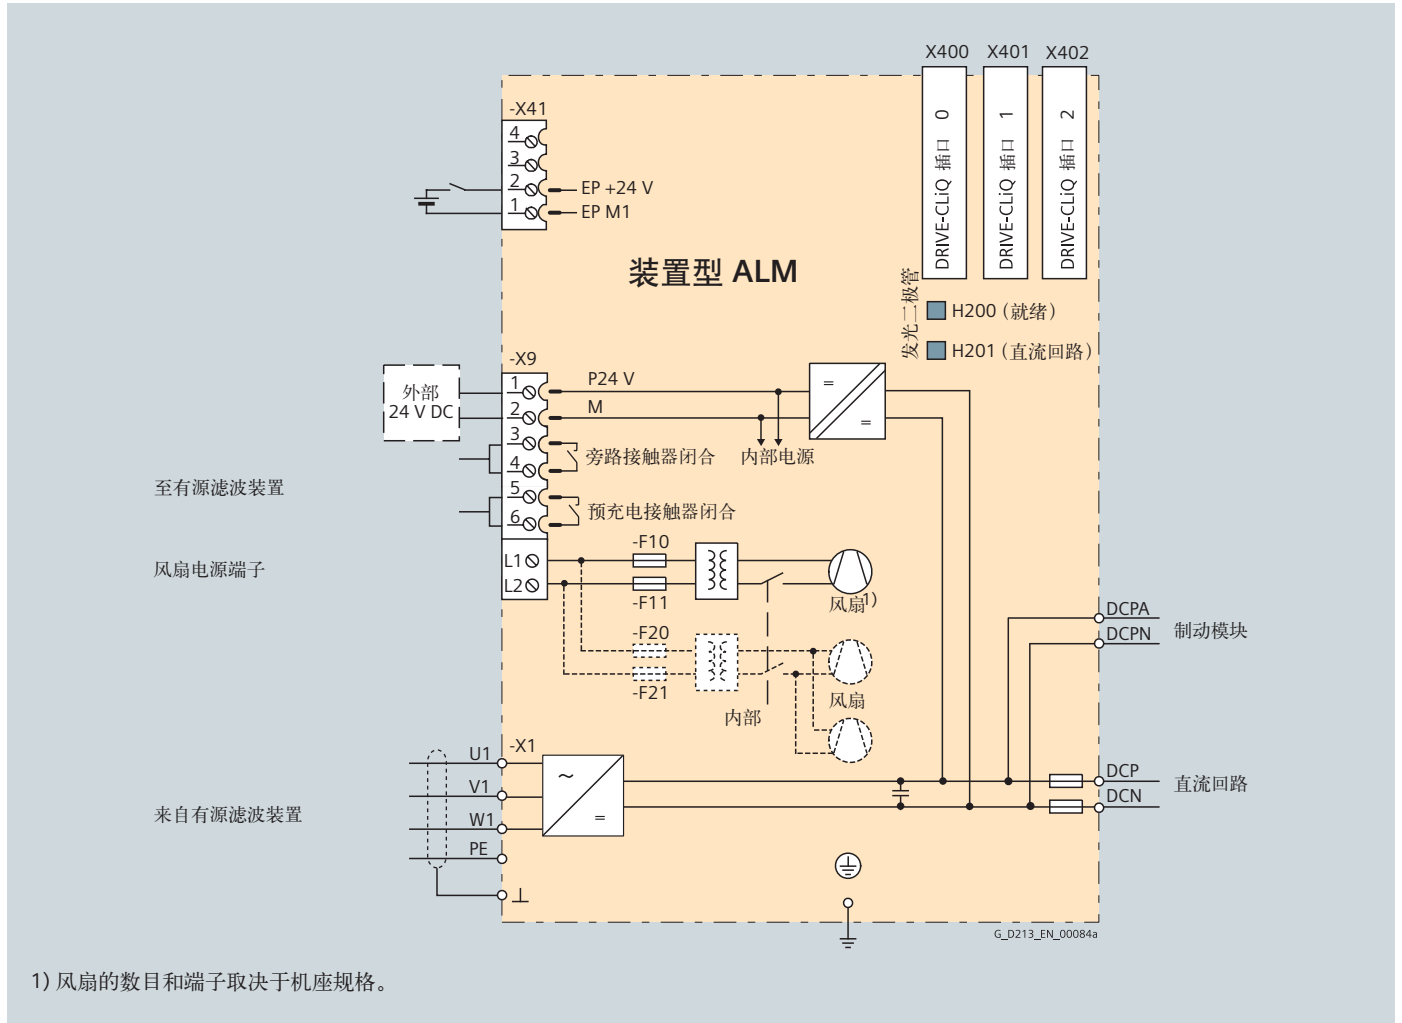 X400 X401 X402
DRIVE-CLiQ 插口 0
DRIVE-CLiQ 插口 1
DRIVE-CLiQ 插口 2
-X41
4
3
2 EP +24 V
1 EP M1
装置型 ALM
发光二极管
H200 (就绪)
H201 (直流回路)
-X9
外部
24 V DC
1 P24 V
2 M
3
4 旁路接触器闭合
内部电源
至有源滤波装置
5
6 预充电接触器闭合
风扇电源端子
L1 -F10
L2 -F11
风扇1)
-F20
-F21
风扇
内部
DCPA
DCPN
制动模块
-X1
U1
V1
W1
PE
来自有源滤波装置
~
=
=
=
DCP
DCN
直流回路
G_D213_EN_00084a
1) 风扇的数目和端子取决于机座规格。